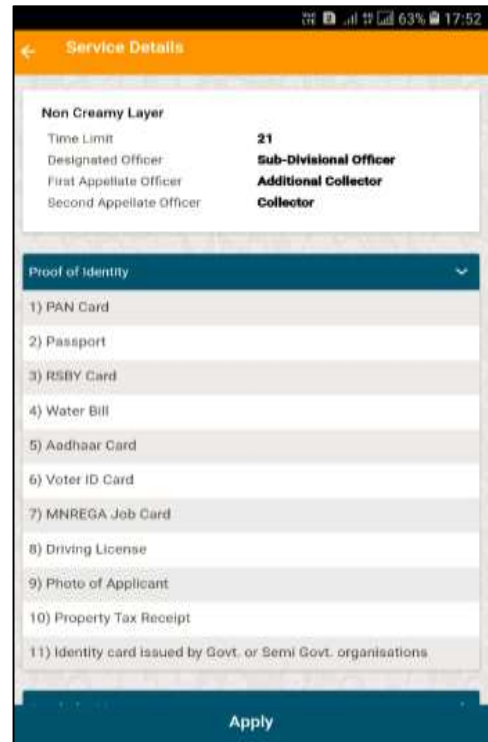 63% 17:52
Service Details
Non Creamy Layer
Time Limit 21
Designated Officer Sub-Divisional Officer
First Appellate Officer Additional Collector
Second Appellate Officer Collector
Proof of Identity
1) PAN Card
2) Passport
3) RSBY Card
4) Water Bill
5) Aadhaar Card
6) Voter ID Card
7) MNREGA Job Card
8) Driving License
9) Photo of Applicant
10) Property Tax Receipt
11) Identity card issued by Govt. or Semi Govt. organisations
Apply